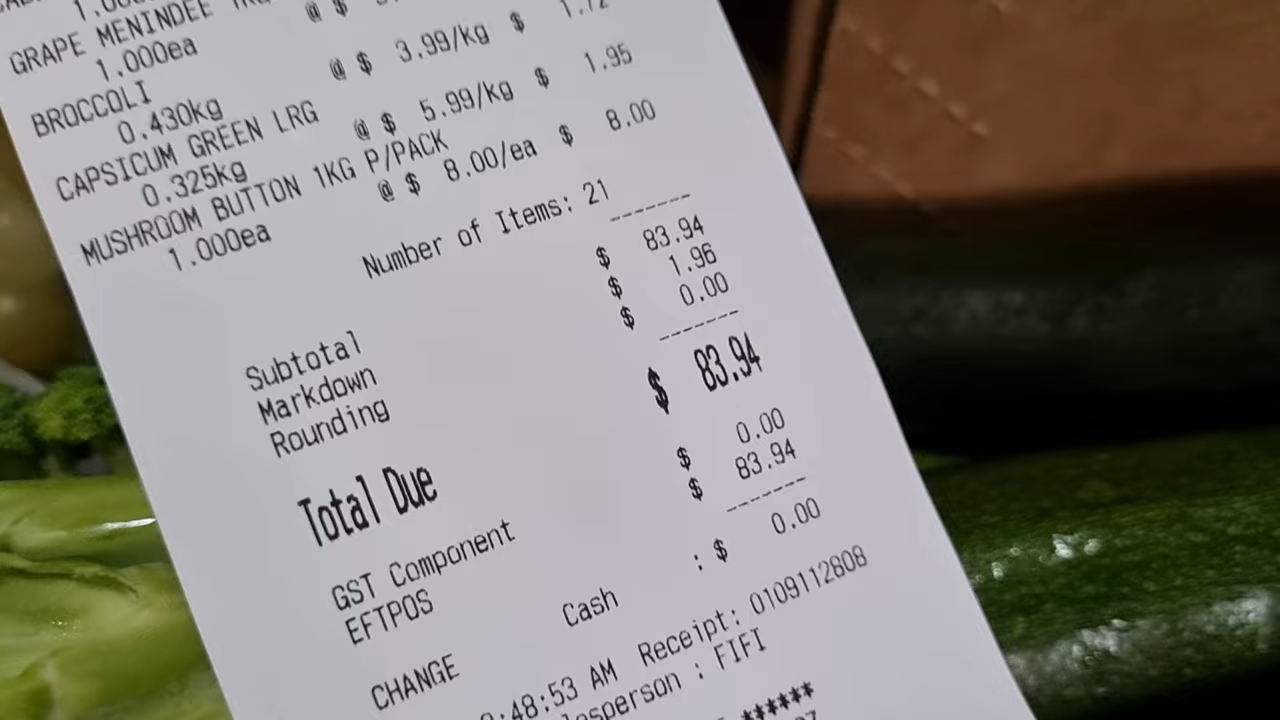 GRAPE MENINDEE
1.000ea @ $
BROCCOLI
0.430kg @ $ 3.99/kg $ 1.72
CAPSICUM GREEN LRG
0.325kg @ $ 5.99/kg $ 1.95
MUSHROOM BUTTON 1KG P/PACK
1.000ea @ $ 8.00/ea $ 8.00
Number of Items: 21
--------
Subtotal $ 83.94
Markdown $ 1.96
Rounding $ 0.00
--------
Total Due $ 83.94
GST Component $ 0.00
EFTPOS $ 83.94
--------
CHANGE Cash : $ 0.00
:48:53 AM Receipt: 0109112608
: FIFI
******